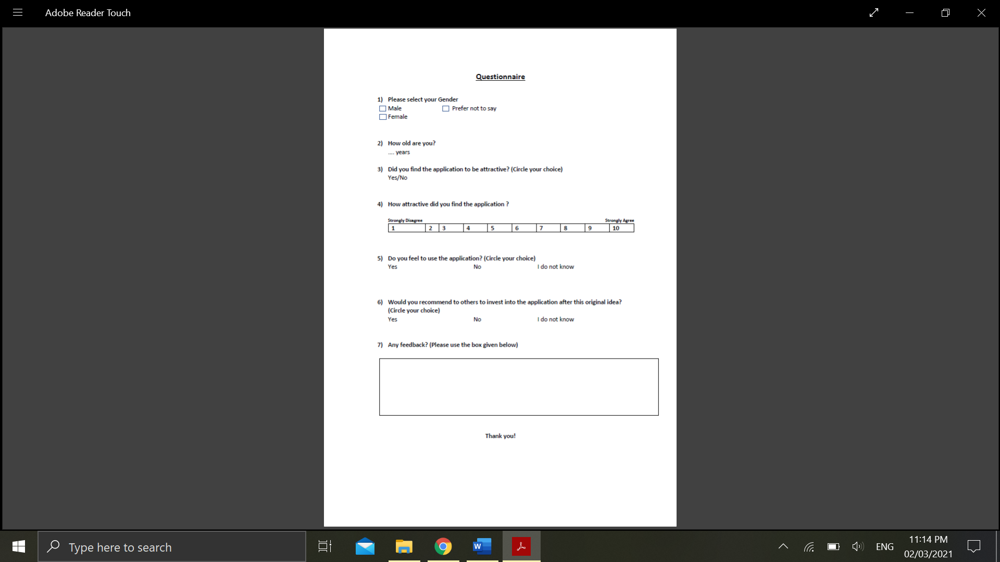 Adobe Reader Touch
Questionnaire
1) Please select your Gender
Male Prefer not to say
Female
2) How old are you?
.... years
3) Did you find the application to be attractive? (Circle your choice)
Yes/No
4) How attractive did you find the application ?
Strongly Disagree Strongly Agree
1 2 3 4 5 6 7 8 9 10
5) Do you feel to use the application? (Circle your choice)
Yes No I do not know
6) Would you recommend to others to invest into the application after this original idea?
(Circle your choice)
Yes No I do not know
7) Any feedback? (Please use the box given below)
Thank you!
Type here to search
W
ENG
11:14 PM
02/03/2021